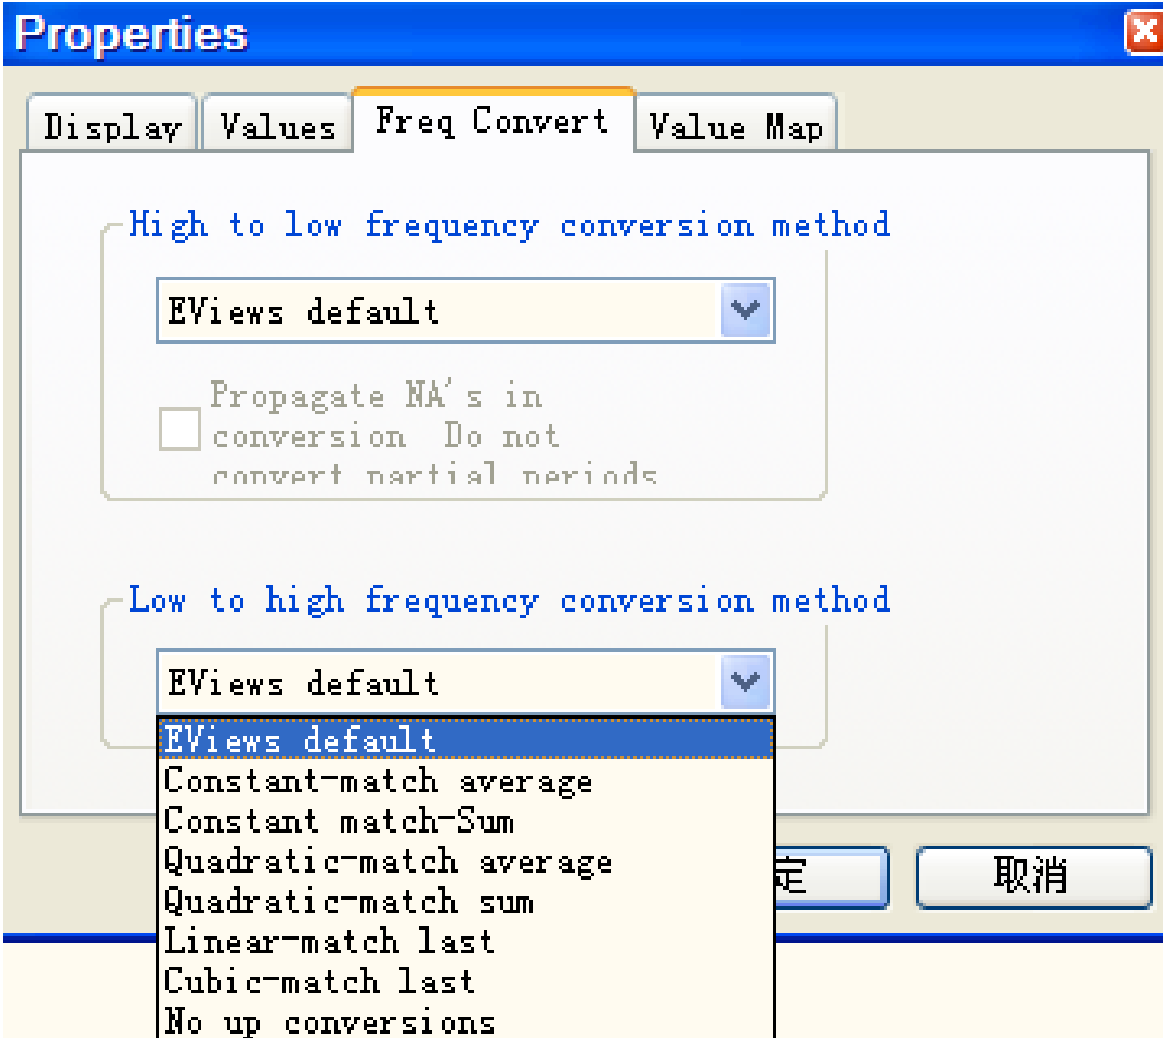 Properties
Display Values Freq Convert Value Map
High to low frequency conversion method
EViews default
Propagate NA's in
conversion Do not
convert partial periods
Low to high frequency conversion method
EViews default
EViews default
Constant-match average
Constant match-Sum
Quadratic-match average
定 取消
Quadratic-match sum
Linear-match last
Cubic-match last
No up conversions